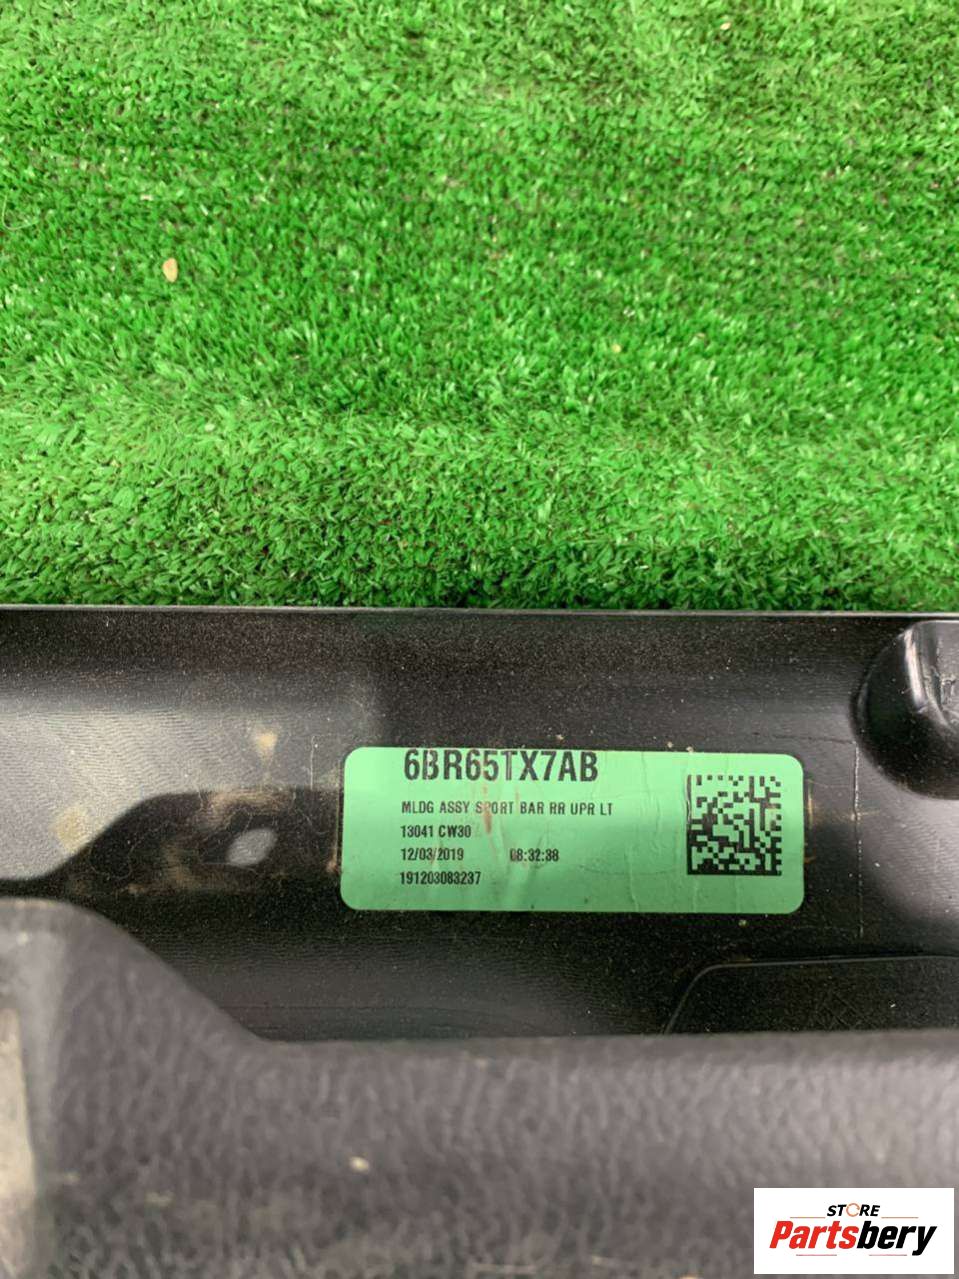 6BR65TX7AB
MLDG ASSY SPORT BAR RR UPR LT
13041 CW30
12/03/2019 08:32:38
191203083237
STORE
Partsbery